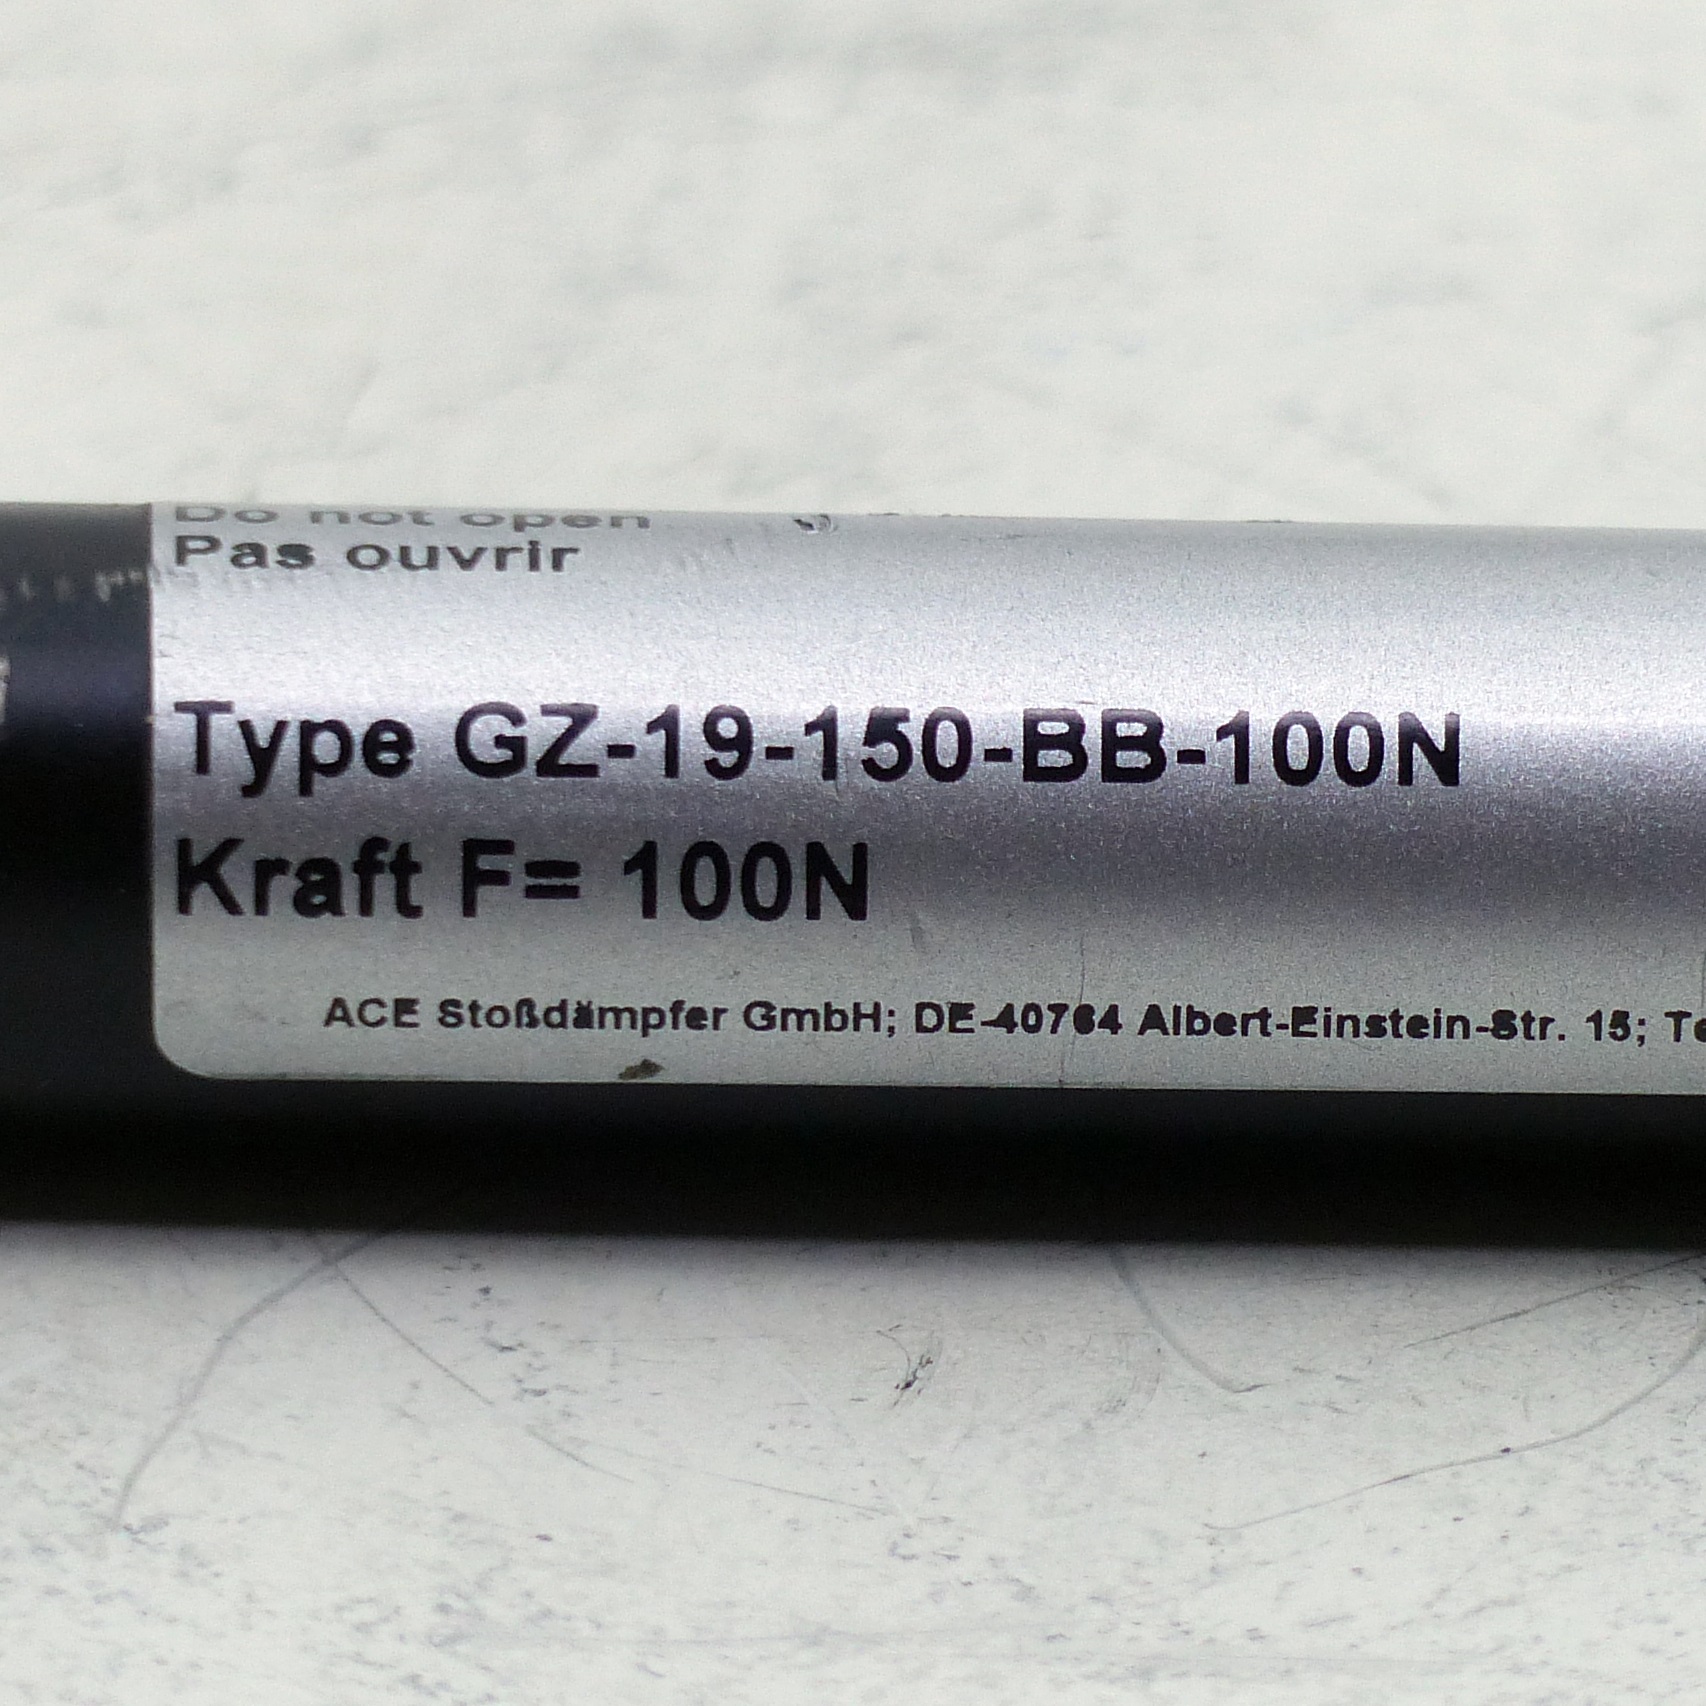 Do not open
Pas ouvrir
Type GZ-19-150-BB-100N
Kraft F= 100N
ACE Stoßdämpfer GmbH; DE-40764 Albert-Einstein-Str. 15;